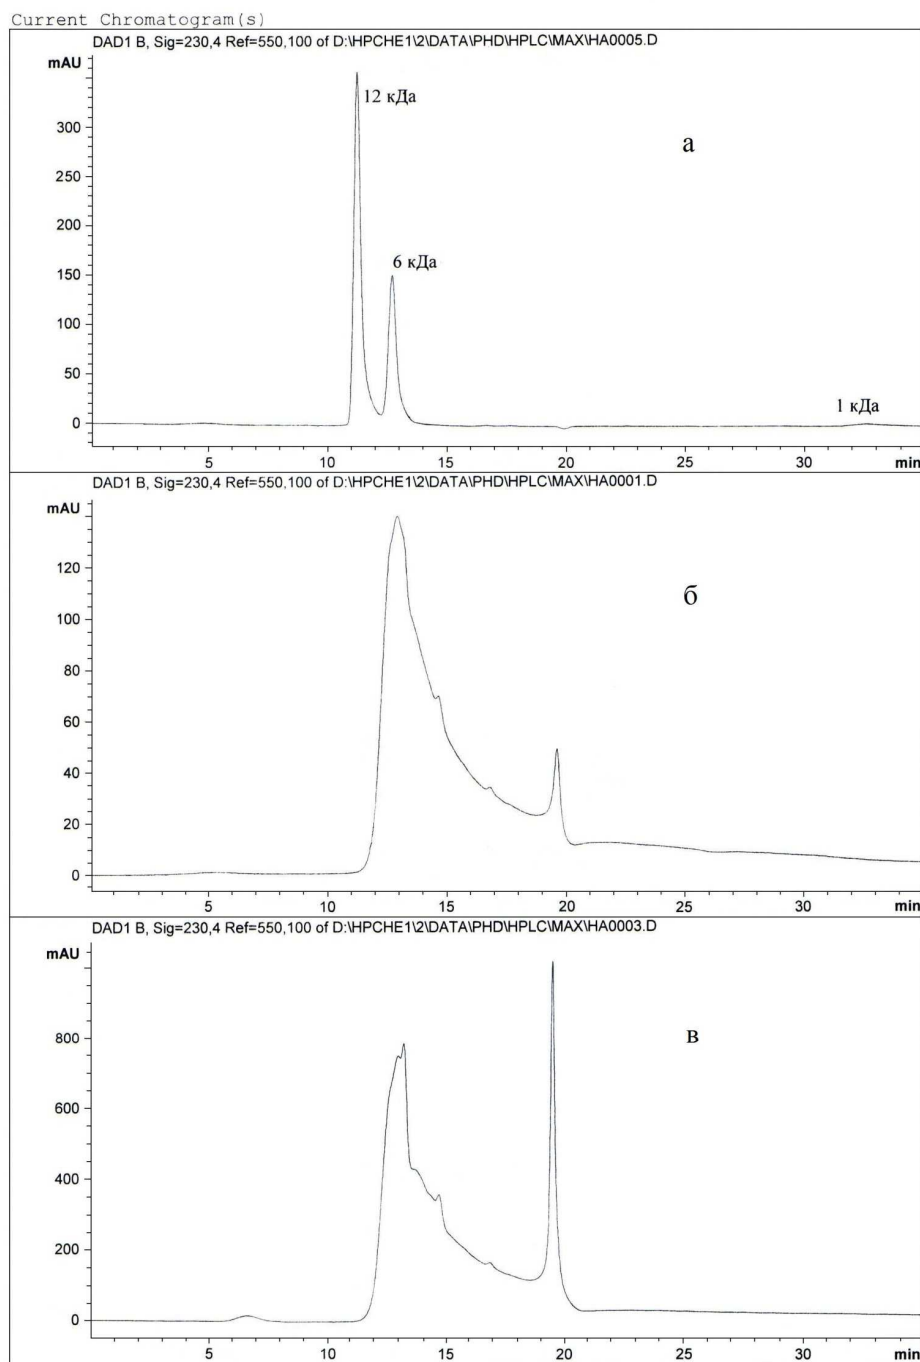 Current Chromatogram(s)
DAD1 B, Sig=230,4 Ref=550,100 of D:\HPCHE1\2\DATA\PHD\HPLC\MAX\HA0005.D
mAU
12 кДа
300
а
250
200
6 кДа
150
100
50
1 кДа
0
5 10 15 20 25 30 min
DAD1 B, Sig=230,4 Ref=550,100 of D:\HPCHE1\2\DATA\PHD\HPLC\MAX\HA0001.D
mAU
120
б
100
80
60
40
20
0
5 10 15 20 25 30 min
DAD1 B, Sig=230,4 Ref=550,100 of D:\HPCHE1\2\DATA\PHD\HPLC\MAX\HA0003.D
mAU
800
в
600
400
200
0
5 10 15 20 25 30 min